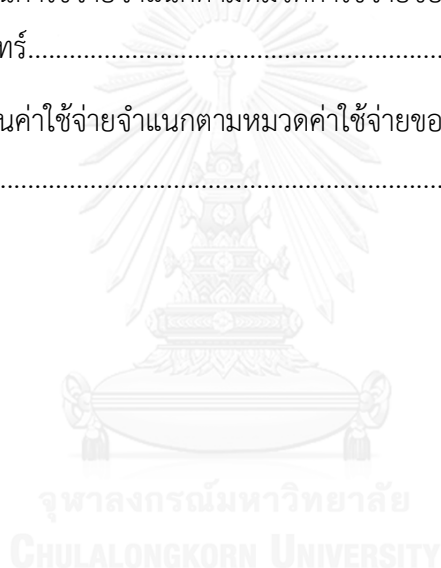 ทร์...............................................................................
นค่าใช้จ่ายจำแนกตามหมวดค่าใช้จ่ายขอ
...............................................................................
จุฬาลงกรณ์มหาวิทยาลัย
CHULALONGKORN UNIVERSITY